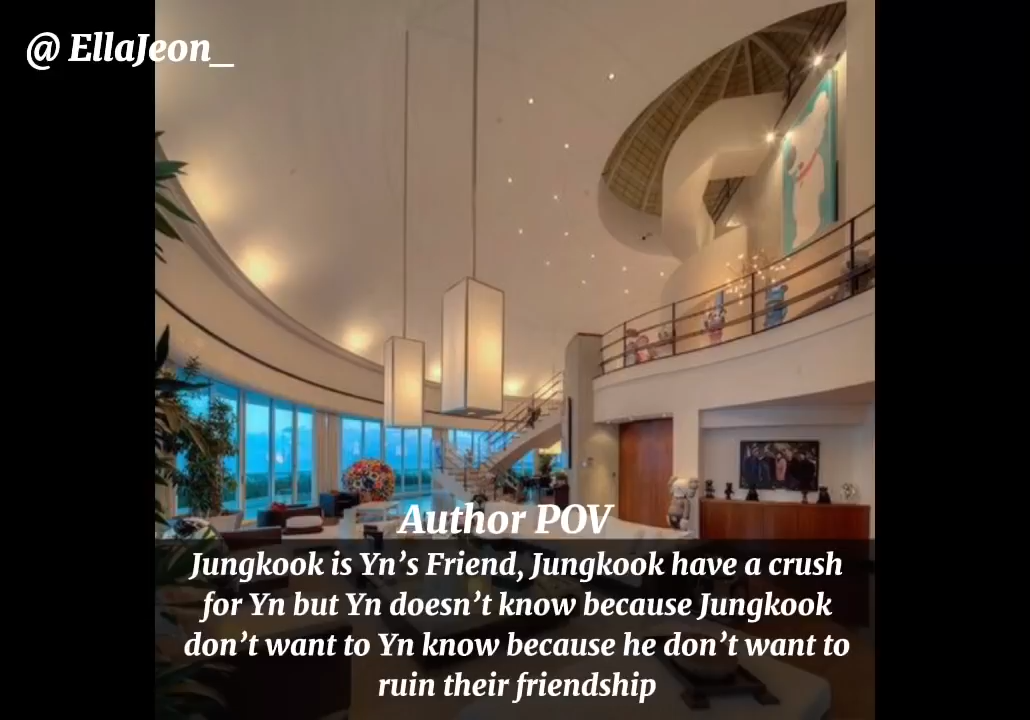 @ EllaJeon_
Author POV
Jungkook is Yn’s Friend, Jungkook have a crush
for Yn but Yn doesn’t know because Jungkook
don’t want to Yn know because he don’t want to
ruin their friendship